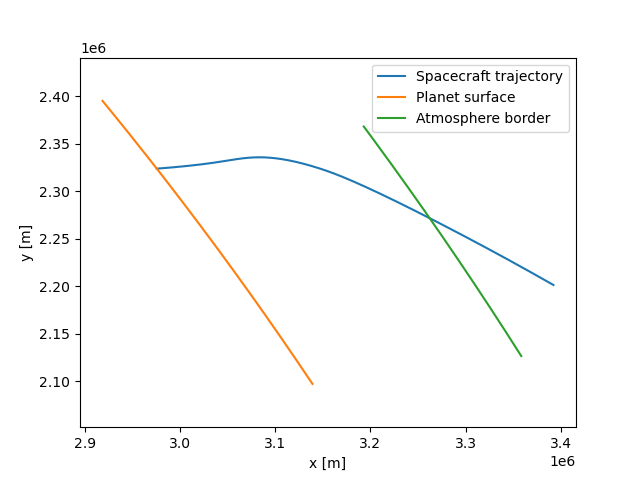 1e6
Spacecraft trajectory
Planet surface
Atmosphere border
2.40
2.35
2.30
2.25
2.20
2.15
2.10
y [m]
2.9
3.0
3.1
3.2
3.3
3.4
x [m]
1e6